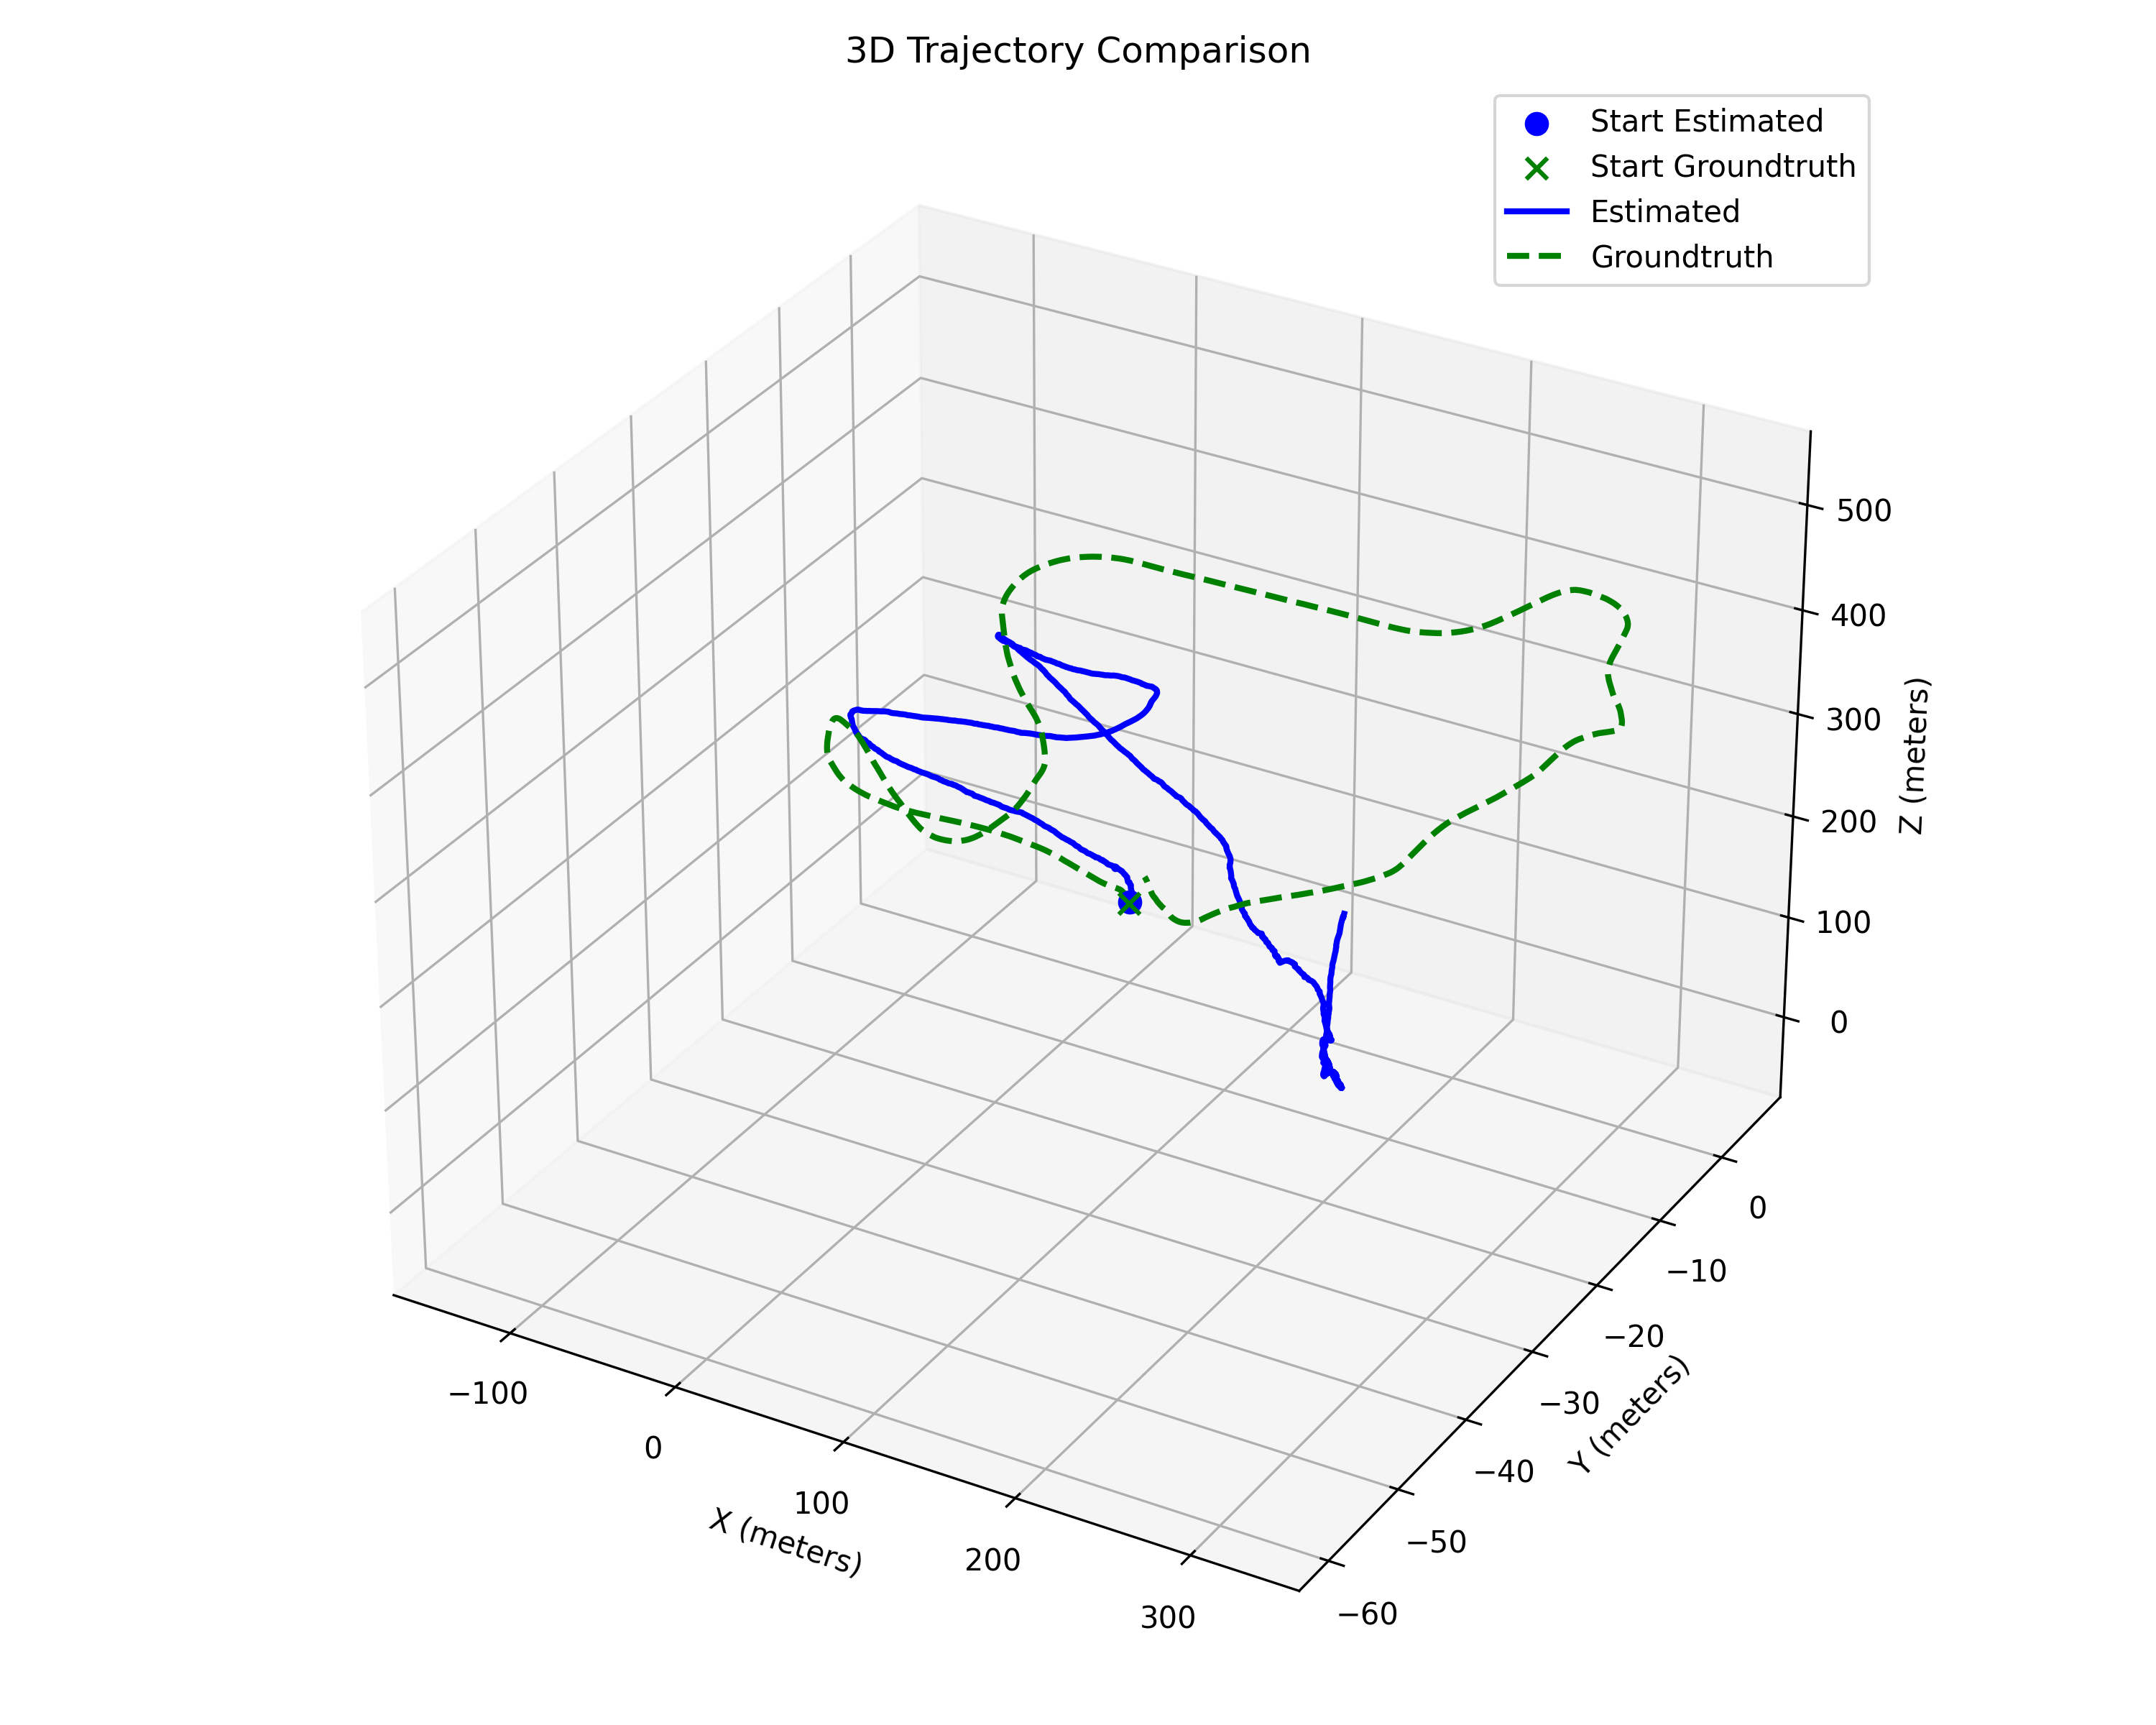 3D Trajectory Comparison
Start Estimated
Start Groundtruth
Estimated
Groundtruth
500
400
300
200
100
0
Z (meters)
0
−10
−20
−30
−40
−50
−60
Y (meters)
−100
0
100
200
300
X (meters)